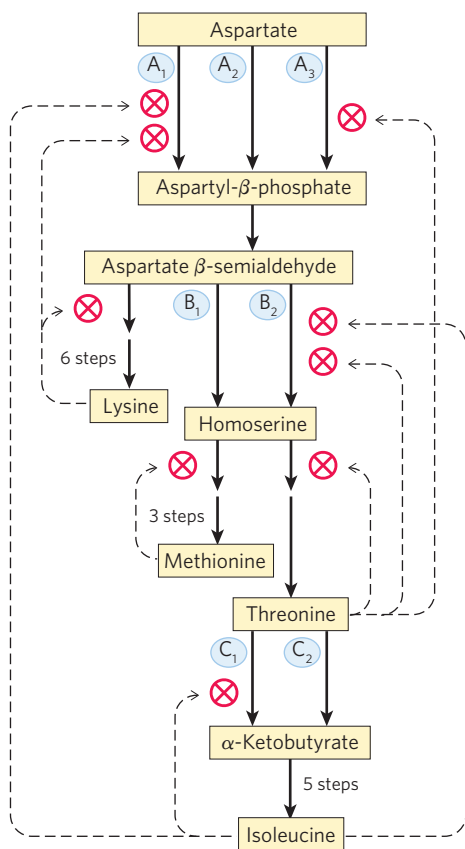 Aspartate
A₁ A₂ A₃
Aspartyl-β-phosphate
Aspartate β-semialdehyde
B₁ B₂
6 steps
Lysine
Homoserine
3 steps
Methionine
Threonine
C₁ C₂
α-Ketobutyrate
5 steps
Isoleucine